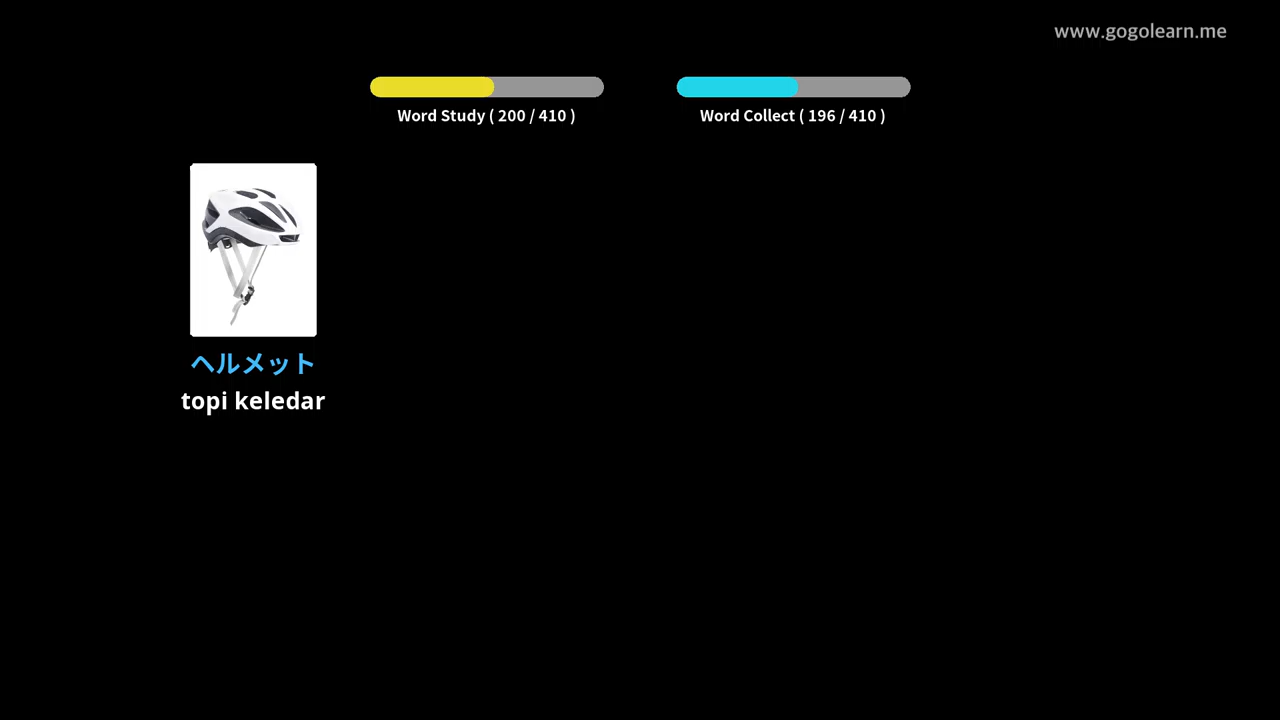 www.gogolearn.me
Word Study ( 200 / 410 )
Word Collect ( 196 / 410 )
ヘルメット
topi keledar